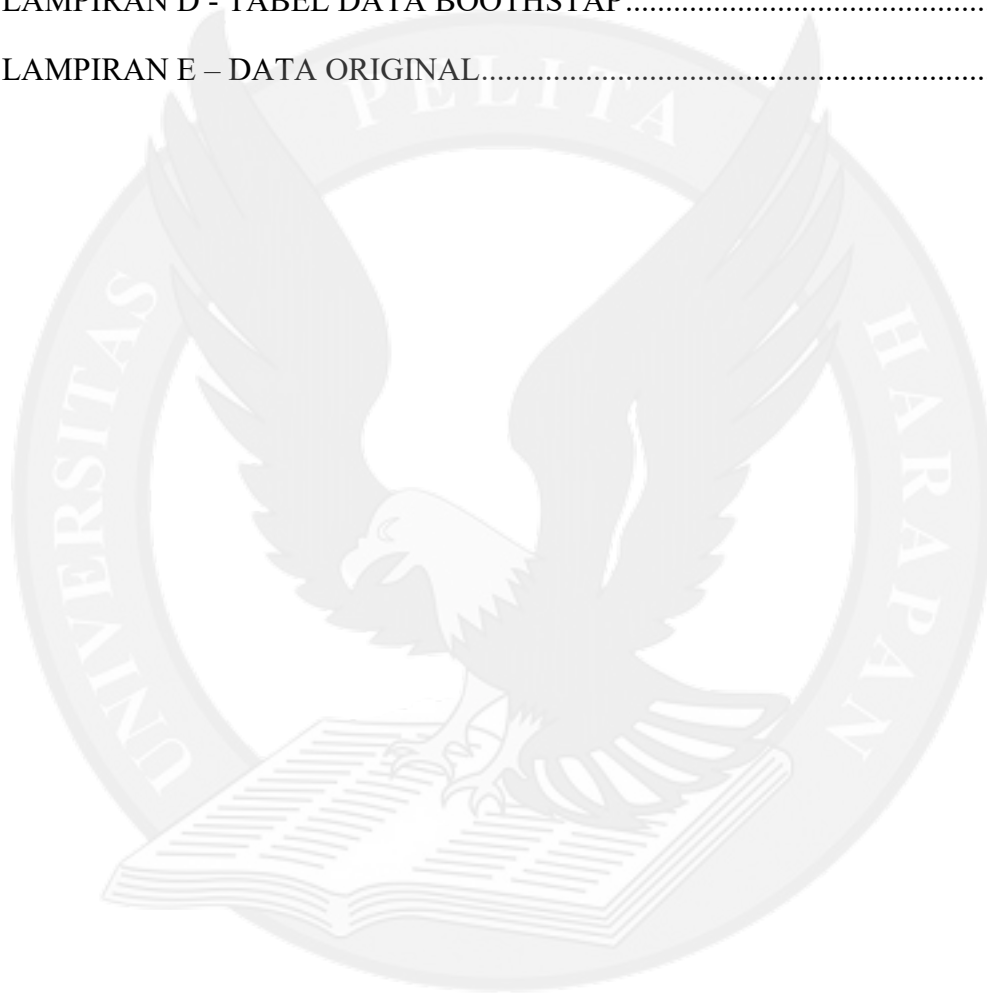 LAMPIRAN D - TABEL DATA BOOTHSTAP............................................
LAMPIRAN E – DATA ORIGINAL..............................................................
UNIVERSITAS PELITA HARAPAN